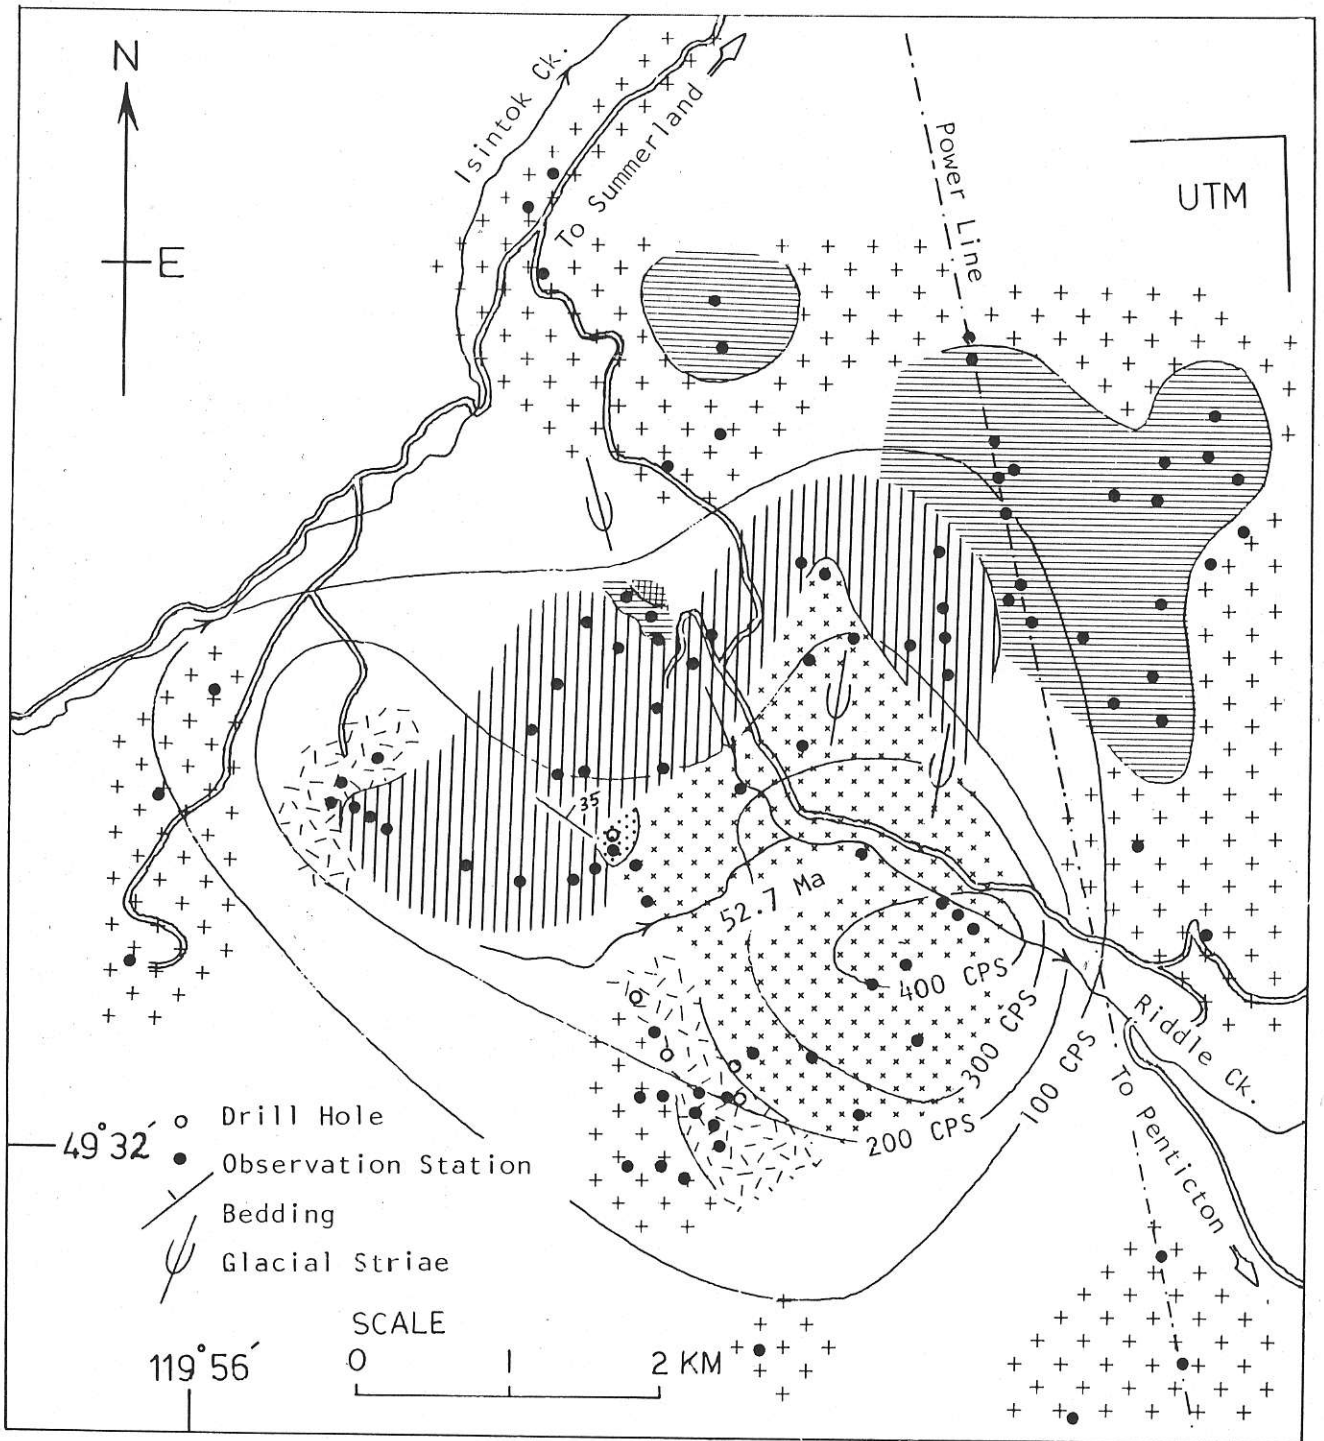 N
E
Isintok Ck.
To Summerland
Power Line
UTM
35
52.7 Ma
400 CPS
300 CPS
200 CPS
100 CPS
Riddle Ck.
To Penticton
49°32′
Drill Hole
Observation Station
Bedding
Glacial Striae
SCALE
0 1 2 KM
119°56′